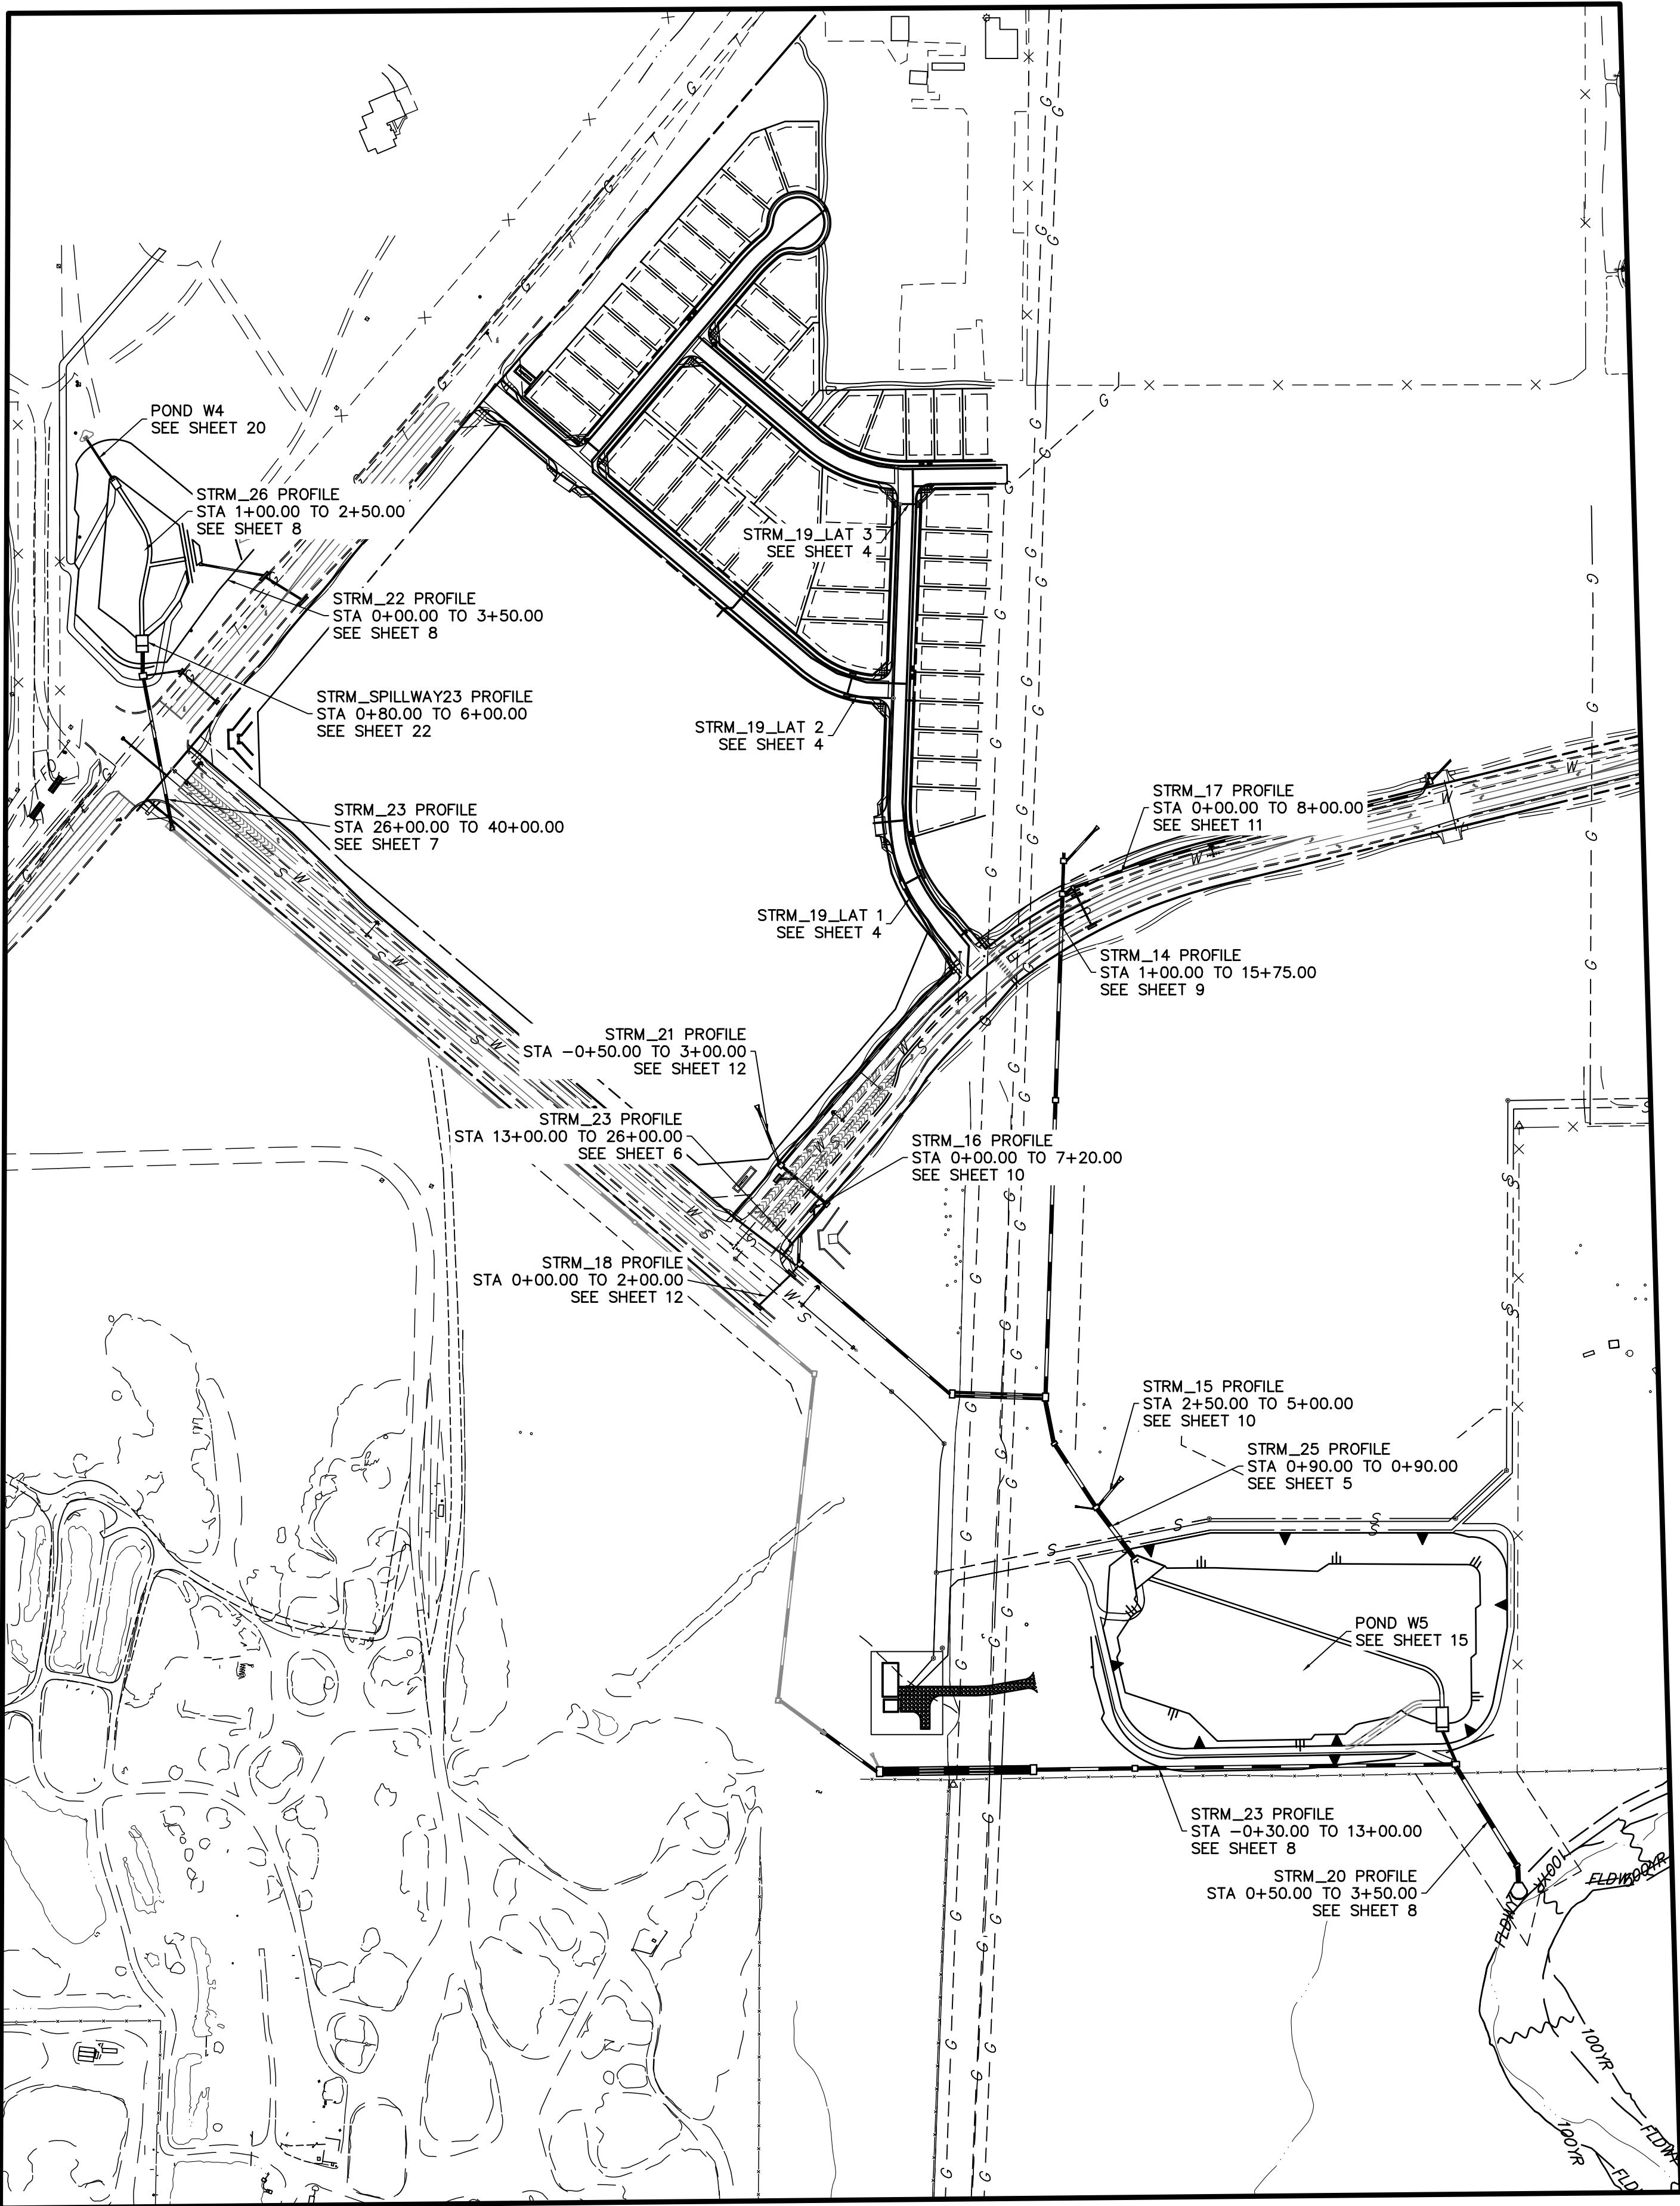 POND W4
SEE SHEET 20
STRM_26 PROFILE
STA 1+00.00 TO 2+50.00
SEE SHEET 8
STRM_19_LAT 3
SEE SHEET 4
STRM_22 PROFILE
STA 0+00.00 TO 3+50.00
SEE SHEET 8
STRM_SPILLWAY23 PROFILE
STA 0+80.00 TO 6+00.00
SEE SHEET 22
STRM_19_LAT 2
SEE SHEET 4
STRM_23 PROFILE
STA 26+00.00 TO 40+00.00
SEE SHEET 7
STRM_17 PROFILE
STA 0+00.00 TO 8+00.00
SEE SHEET 11
STRM_19_LAT 1
SEE SHEET 4
STRM_14 PROFILE
STA 1+00.00 TO 15+75.00
SEE SHEET 9
STRM_21 PROFILE
STA -0+50.00 TO 3+00.00
SEE SHEET 12
STRM_23 PROFILE
STA 13+00.00 TO 26+00.00
SEE SHEET 6
STRM_16 PROFILE
STA 0+00.00 TO 7+20.00
SEE SHEET 10
STRM_18 PROFILE
STA 0+00.00 TO 2+00.00
SEE SHEET 12
STRM_15 PROFILE
STA 2+50.00 TO 5+00.00
SEE SHEET 10
STRM_25 PROFILE
STA 0+90.00 TO 0+90.00
SEE SHEET 5
POND W5
SEE SHEET 15
STRM_23 PROFILE
STA -0+30.00 TO 13+00.00
SEE SHEET 8
STRM_20 PROFILE
STA 0+50.00 TO 3+50.00
SEE SHEET 8
100YR
FLDWY
100YR
100YR